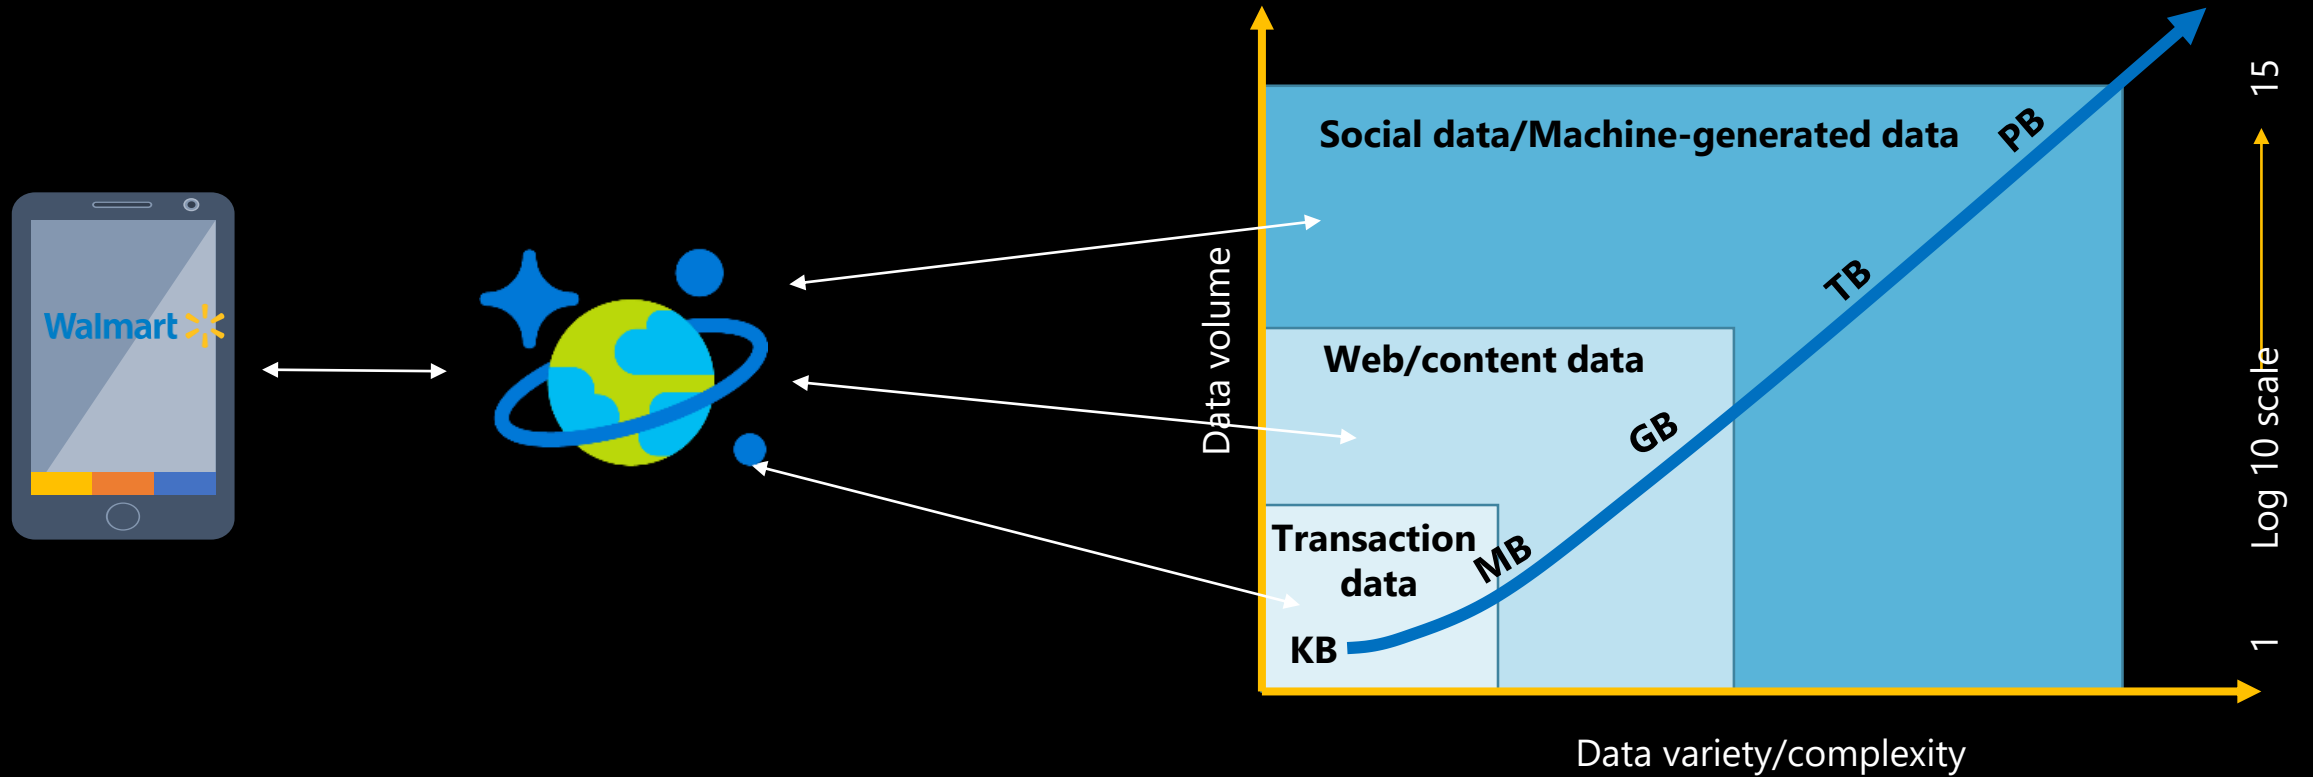 Walmart
Data volume
Social data/Machine-generated data
Web/content data
Transaction
data
KB
MB
GB
TB
PB
Data variety/complexity
15
Log 10 scale
1